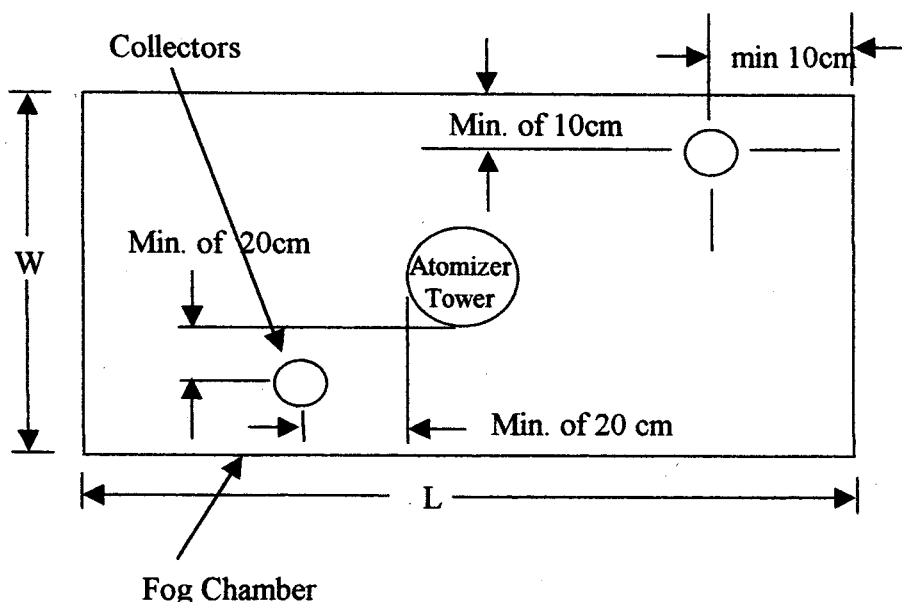 Collectors
min 10cm
Min. of 10cm
Min. of 20cm
W
Atomizer
Tower
Min. of 20 cm
L
Fog Chamber